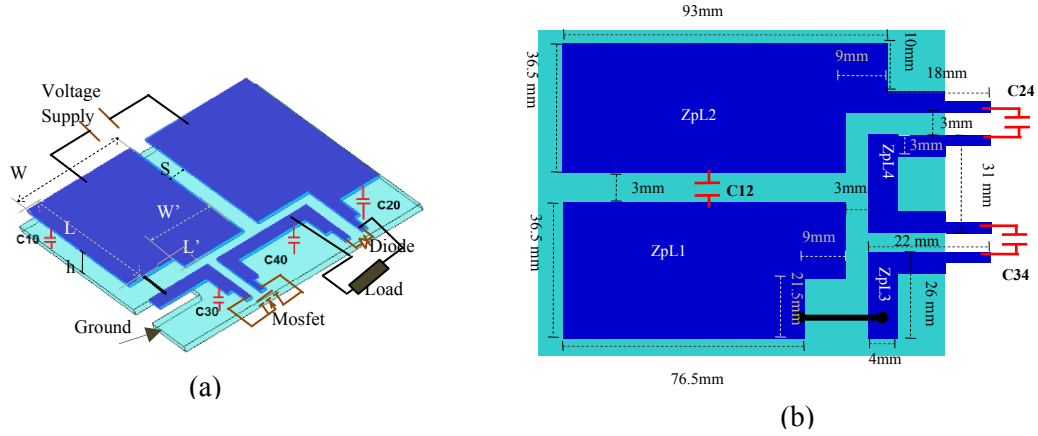 Voltage
Supply
W
S
W'
L
L'
h
C10
C20
C40
C30
Diode
Load
Mosfet
Ground
(a)
93mm
36.5 mm
10mm
9mm
18mm
C24
ZpL2
3mm
3mm
ZpL4
31 mm
3mm
C12
3mm
36.5mm
ZpL1
9mm
22 mm
C34
21.5mm
ZpL3
26 mm
4mm
76.5mm
(b)